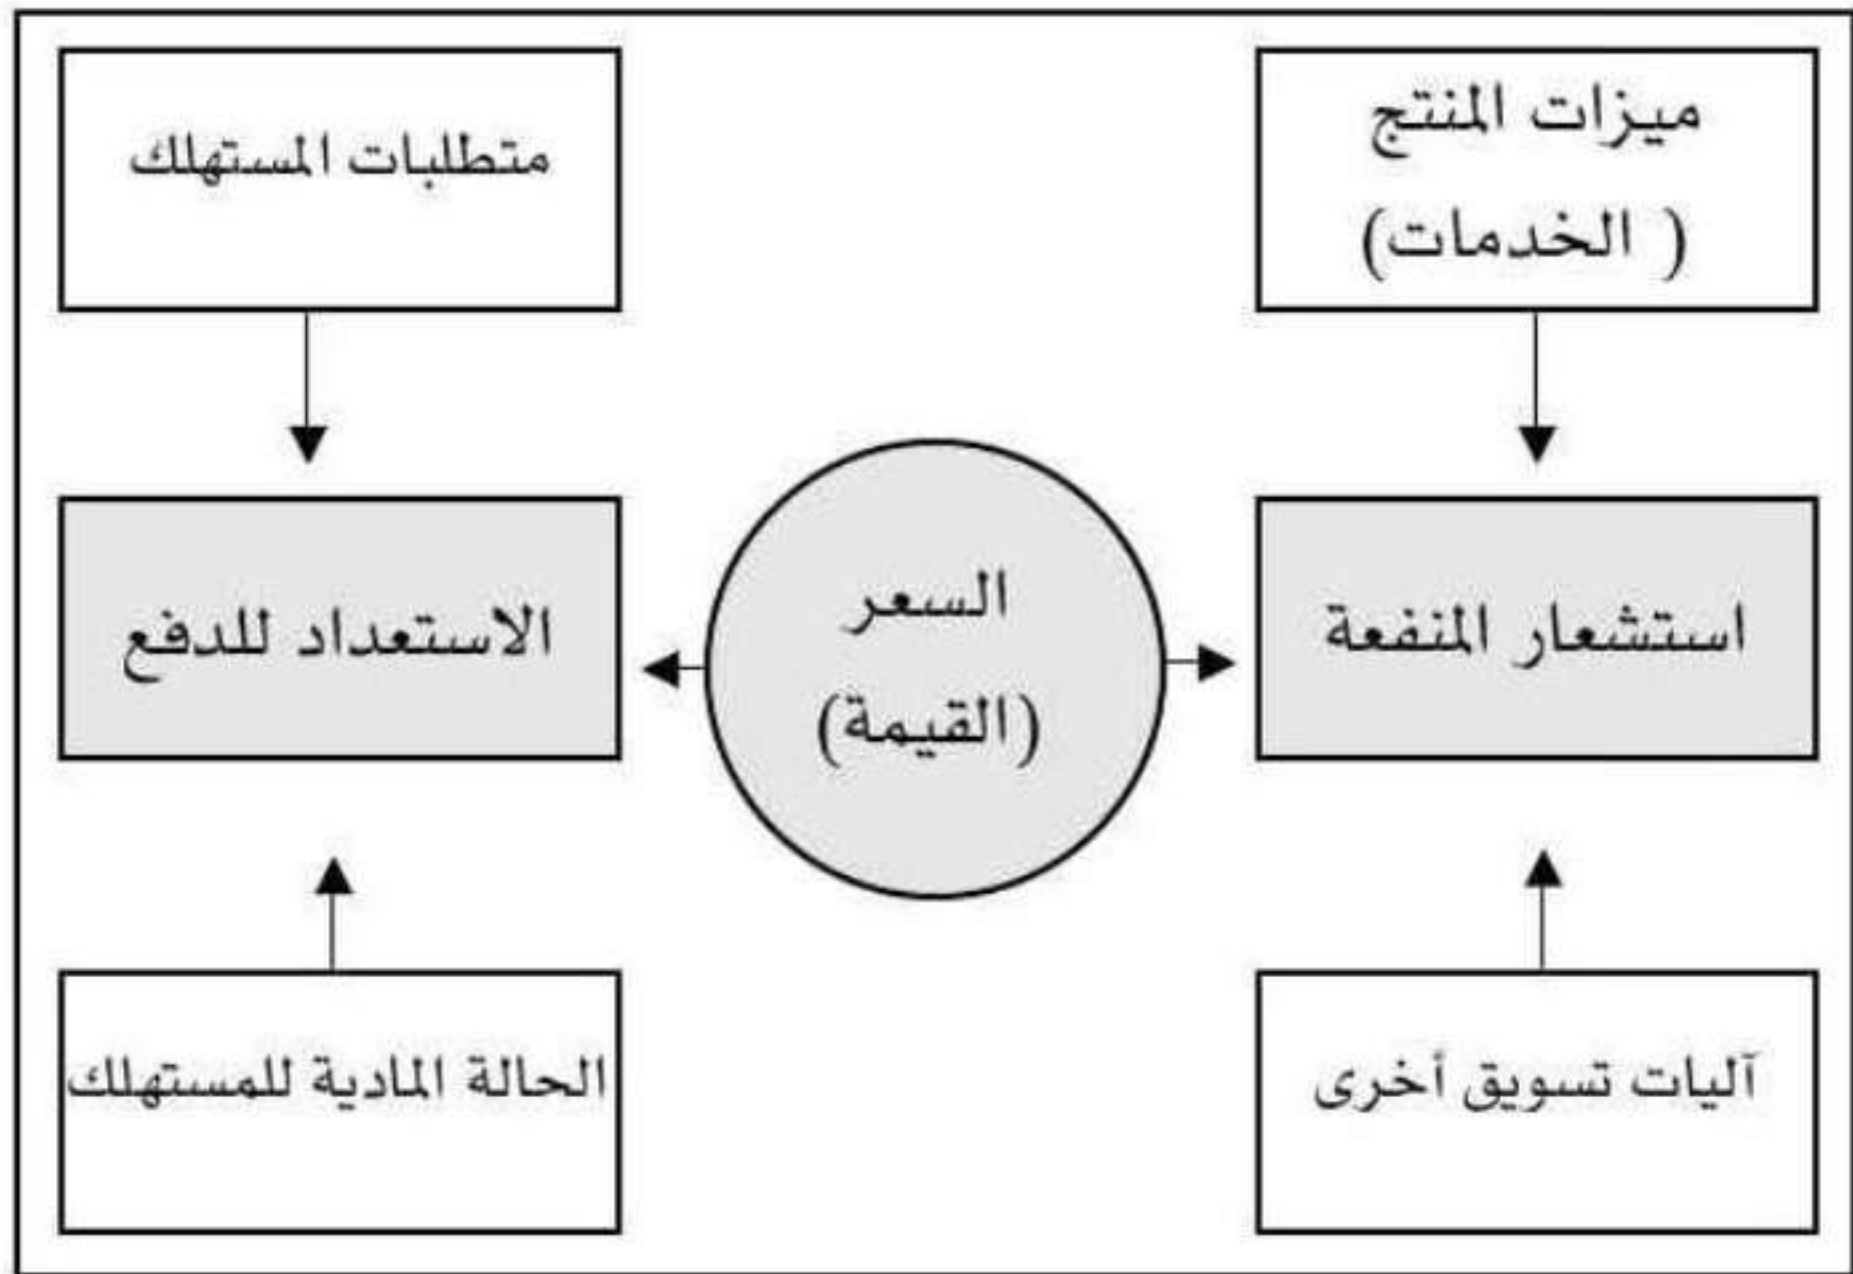 ميزات المنتج
( الخدمات)
متطلبات المستهلك
استشعار المنفعة
السعر
(القيمة)
الاستعداد للدفع
آليات تسويق أخرى
الحالة المادية للمستهلك